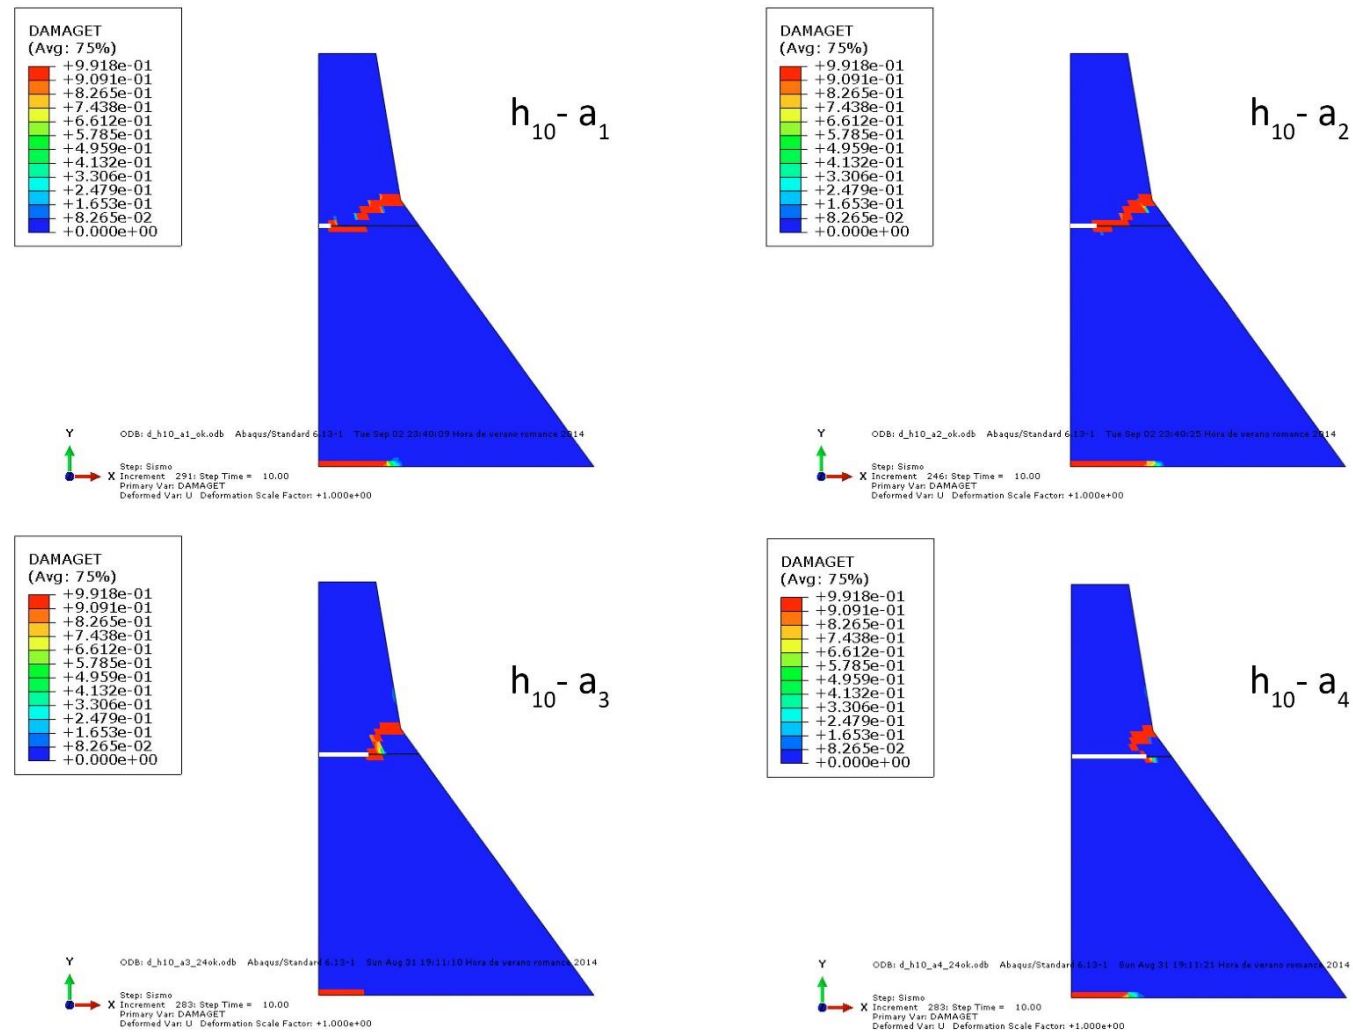 DAMAGET
(Avg: 75%)
+9.918e-01
+9.091e-01
+8.265e-01
+7.438e-01
+6.612e-01
+5.785e-01
+4.959e-01
+4.132e-01
+3.306e-01
+2.479e-01
+1.653e-01
+8.265e-02
+0.000e+00
h10- a1
Y
X
ODB: d_h10_a1_ok.odb Abaqus/Standard 6.13-1 Tue Sep 02 23:40:09 Hora de verano romance 2014
Step: Sismo
Increment 291: Step Time = 10.00
Primary Var: DAMAGET
Deformed Var: U Deformation Scale Factor: +1.000e+00
DAMAGET
(Avg: 75%)
+9.918e-01
+9.091e-01
+8.265e-01
+7.438e-01
+6.612e-01
+5.785e-01
+4.959e-01
+4.132e-01
+3.306e-01
+2.479e-01
+1.653e-01
+8.265e-02
+0.000e+00
h10- a2
Y
X
ODB: d_h10_a2_ok.odb Abaqus/Standard 6.13-1 Tue Sep 02 23:40:25 Hora de verano romance 2014
Step: Sismo
Increment 246: Step Time = 10.00
Primary Var: DAMAGET
Deformed Var: U Deformation Scale Factor: +1.000e+00
DAMAGET
(Avg: 75%)
+9.918e-01
+9.091e-01
+8.265e-01
+7.438e-01
+6.612e-01
+5.785e-01
+4.959e-01
+4.132e-01
+3.306e-01
+2.479e-01
+1.653e-01
+8.265e-02
+0.000e+00
h10- a3
Y
X
ODB: d_h10_a3_24ok.odb Abaqus/Standard 6.13-1 Sun Aug 31 19:11:10 Hora de verano romance 2014
Step: Sismo
Increment 283: Step Time = 10.00
Primary Var: DAMAGET
Deformed Var: U Deformation Scale Factor: +1.000e+00
DAMAGET
(Avg: 75%)
+9.918e-01
+9.091e-01
+8.265e-01
+7.438e-01
+6.612e-01
+5.785e-01
+4.959e-01
+4.132e-01
+3.306e-01
+2.479e-01
+1.653e-01
+8.265e-02
+0.000e+00
h10- a4
Y
X
ODB: d_h10_a4_24ok.odb Abaqus/Standard 6.13-1 Sun Aug 31 19:11:21 Hora de verano romance 2014
Step: Sismo
Increment 283: Step Time = 10.00
Primary Var: DAMAGET
Deformed Var: U Deformation Scale Factor: +1.000e+00